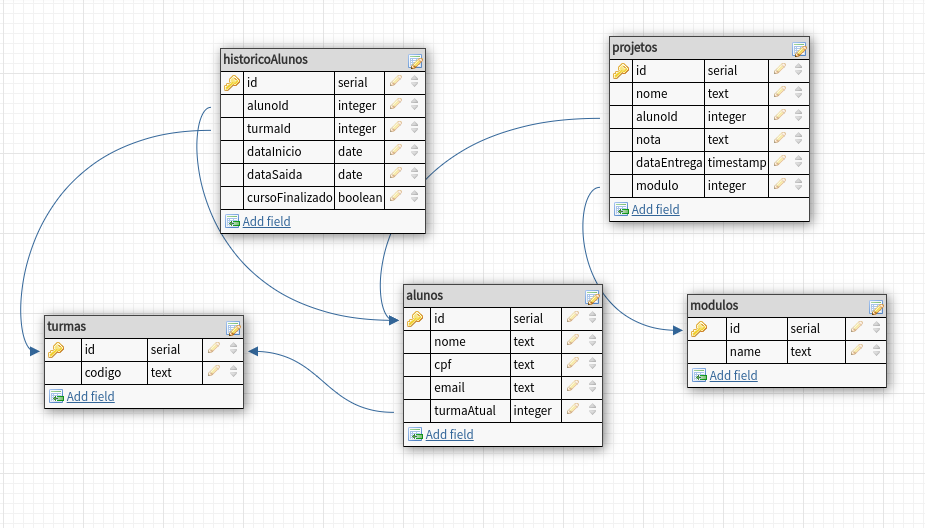 historicoAlunos
id serial
alunoId integer
turmaId integer
dataInicio date
dataSaida date
cursoFinalizado boolean
Add field
projetos
id serial
nome text
alunoId integer
nota text
dataEntrega timestamp
modulo integer
Add field
turmas
id serial
codigo text
Add field
alunos
id serial
nome text
cpf text
email text
turmaAtual integer
Add field
modulos
id serial
name text
Add field